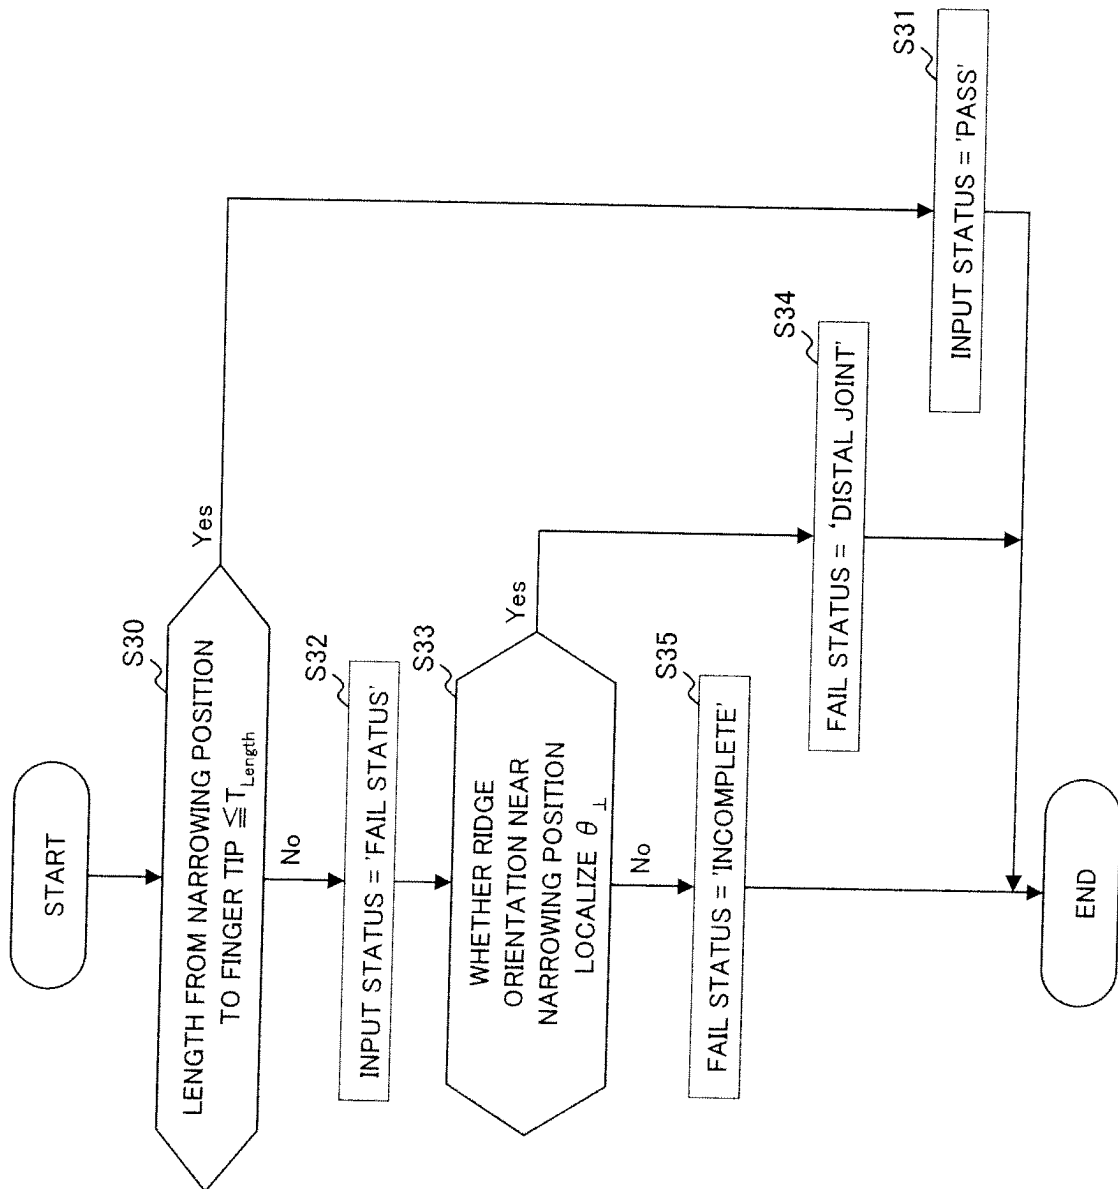 START
S30
LENGTH FROM NARROWING POSITION
TO FINGER TIP ≦ T Length
Yes
No
S32
INPUT STATUS = 'FAIL STATUS'
S33
WHETHER RIDGE
ORIENTATION NEAR
NARROWING POSITION
LOCALIZE θ⊥
Yes
No
S35
FAIL STATUS = 'INCOMPLETE'
S34
FAIL STATUS = 'DISTAL JOINT'
S31
INPUT STATUS = 'PASS'
END